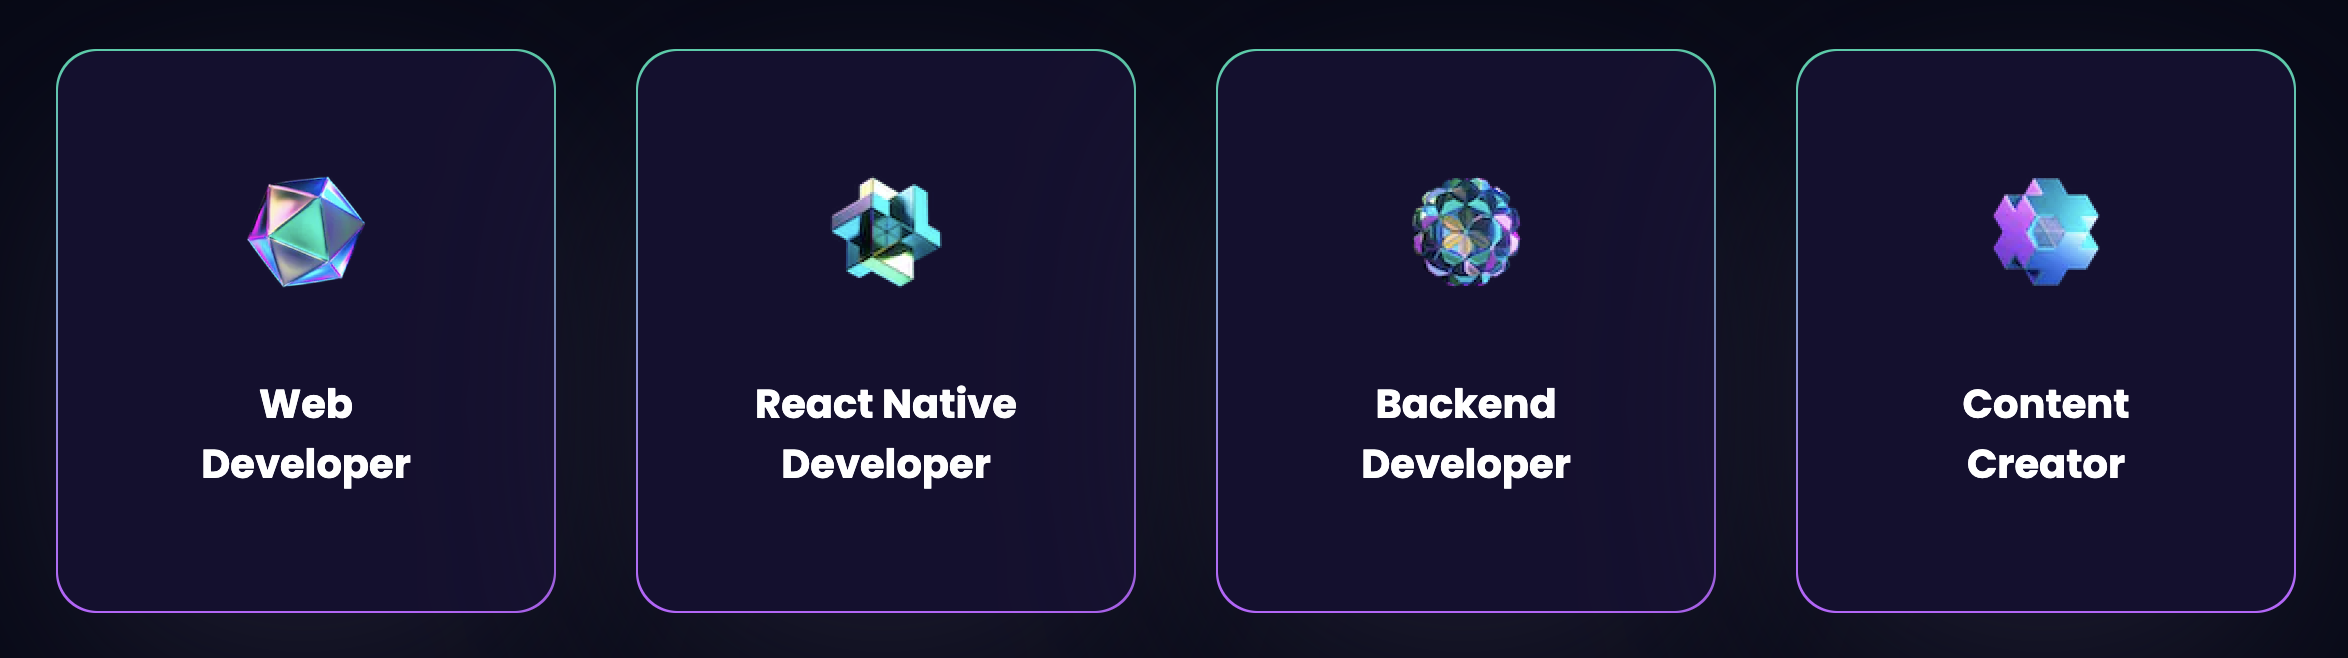 Web
Developer
React Native
Developer
Backend
Developer
Content
Creator